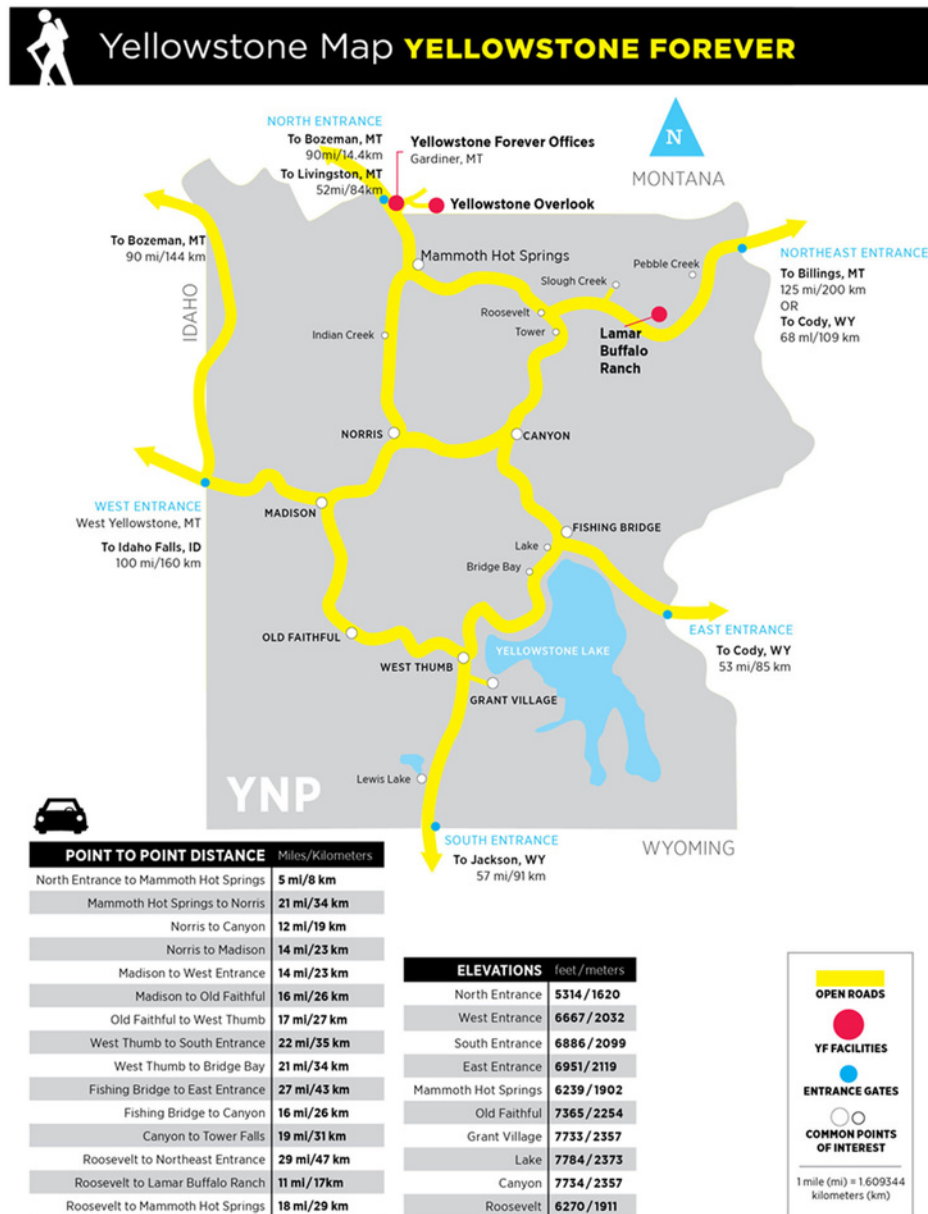 Yellowstone Map YELLOWSTONE FOREVER
NORTH ENTRANCE
To Bozeman, MT
90mi/14.4km
To Livingston, MT
52mi/84km
Yellowstone Forever Offices
Gardiner, MT
Yellowstone Overlook
N
MONTANA
To Bozeman, MT
90 mi/144 km
IDAHO
Mammoth Hot Springs
Pebble Creek
Slough Creek
NORTHEAST ENTRANCE
To Billings, MT
125 mi/200 km
OR
To Cody, WY
68 ml/109 km
Roosevelt
Tower
Lamar
Buffalo
Ranch
Indian Creek
NORRIS
CANYON
WEST ENTRANCE
West Yellowstone, MT
To Idaho Falls, ID
100 mi/160 km
MADISON
FISHING BRIDGE
Lake
Bridge Bay
OLD FAITHFUL
WEST THUMB
YELLOWSTONE LAKE
GRANT VILLAGE
EAST ENTRANCE
To Cody, WY
53 mi/85 km
Lewis Lake
YNP
SOUTH ENTRANCE
To Jackson, WY
57 mi/91 km
WYOMING
POINT TO POINT DISTANCE Miles/Kilometers
North Entrance to Mammoth Hot Springs 5 mi/8 km
Mammoth Hot Springs to Norris 21 mi/34 km
Norris to Canyon 12 mi/19 km
Norris to Madison 14 mi/23 km
Madison to West Entrance 14 mi/23 km
Madison to Old Faithful 16 mi/26 km
Old Faithful to West Thumb 17 mi/27 km
West Thumb to South Entrance 22 mi/35 km
West Thumb to Bridge Bay 21 mi/34 km
Fishing Bridge to East Entrance 27 mi/43 km
Fishing Bridge to Canyon 16 mi/26 km
Canyon to Tower Falls 19 mi/31 km
Roosevelt to Northeast Entrance 29 mi/47 km
Roosevelt to Lamar Buffalo Ranch 11 mi/17km
Roosevelt to Mammoth Hot Springs 18 mi/29 km
ELEVATIONS feet/meters
North Entrance 5314/1620
West Entrance 6667/2032
South Entrance 6886/2099
East Entrance 6951/2119
Mammoth Hot Springs 6239/1902
Old Faithful 7365/2254
Grant Village 7733/2357
Lake 7784/2373
Canyon 7734/2357
Roosevelt 6270/1911
OPEN ROADS
YF FACILITIES
ENTRANCE GATES
COMMON POINTS
OF INTEREST
1 mile (mi) = 1.609344
kilometers (km)